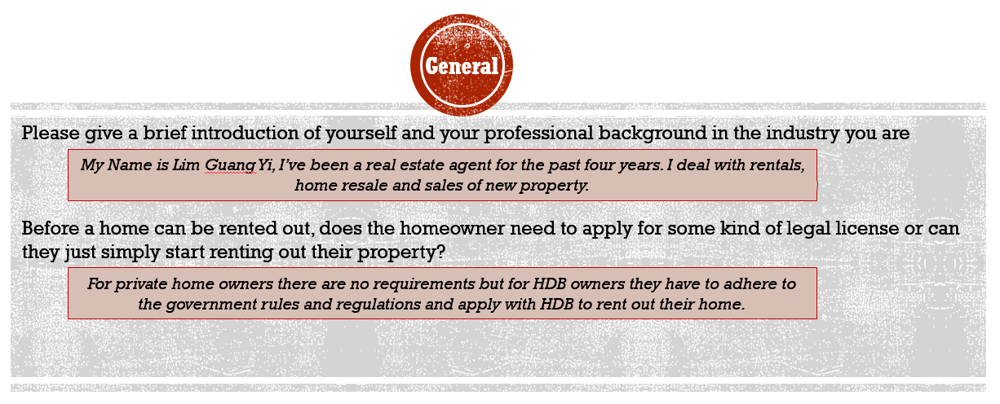 General
Please give a brief introduction of yourself and your professional background in the industry you are
My Name is Lim Guang Yi, I’ve been a real estate agent for the past four years. I deal with rentals,
home resale and sales of new property.
Before a home can be rented out, does the homeowner need to apply for some kind of legal license or can
they just simply start renting out their property?
For private home owners there are no requirements but for HDB owners they have to adhere to
the government rules and regulations and apply with HDB to rent out their home.